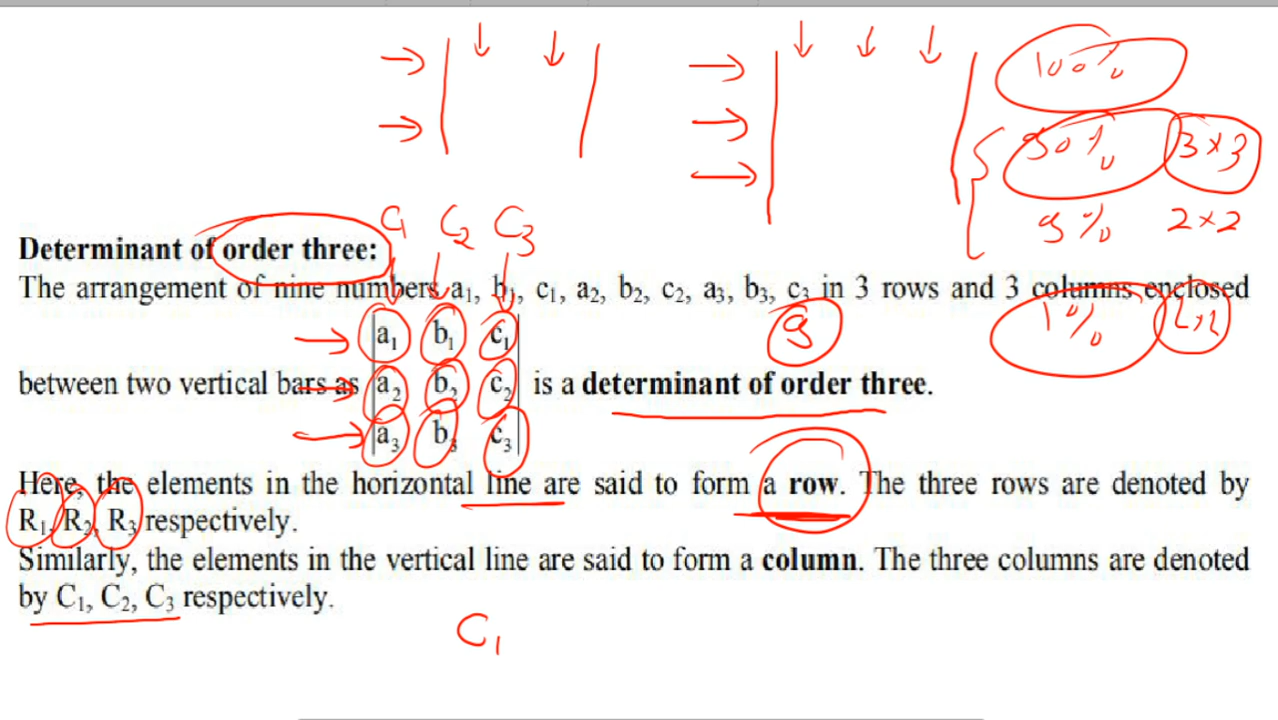 100%
90% 3×3
9% 2×2
C₁ C₂ C₃
Determinant of order three:
The arrangement of nine numbers a₁, b₁, c₁, a₂, b₂, c₂, a₃, b₃, c₃ in 3 rows and 3 columns enclosed
1% 2×2
9
a₁ b₁ c₁
between two vertical bars as a₂ b₂ c₂ is a determinant of order three.
a₃ b₃ c₃
Here, the elements in the horizontal line are said to form a row. The three rows are denoted by
R₁, R₂, R₃ respectively.
Similarly, the elements in the vertical line are said to form a column. The three columns are denoted
by C₁, C₂, C₃ respectively.
C₁